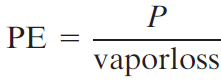 PE = P / vaporloss